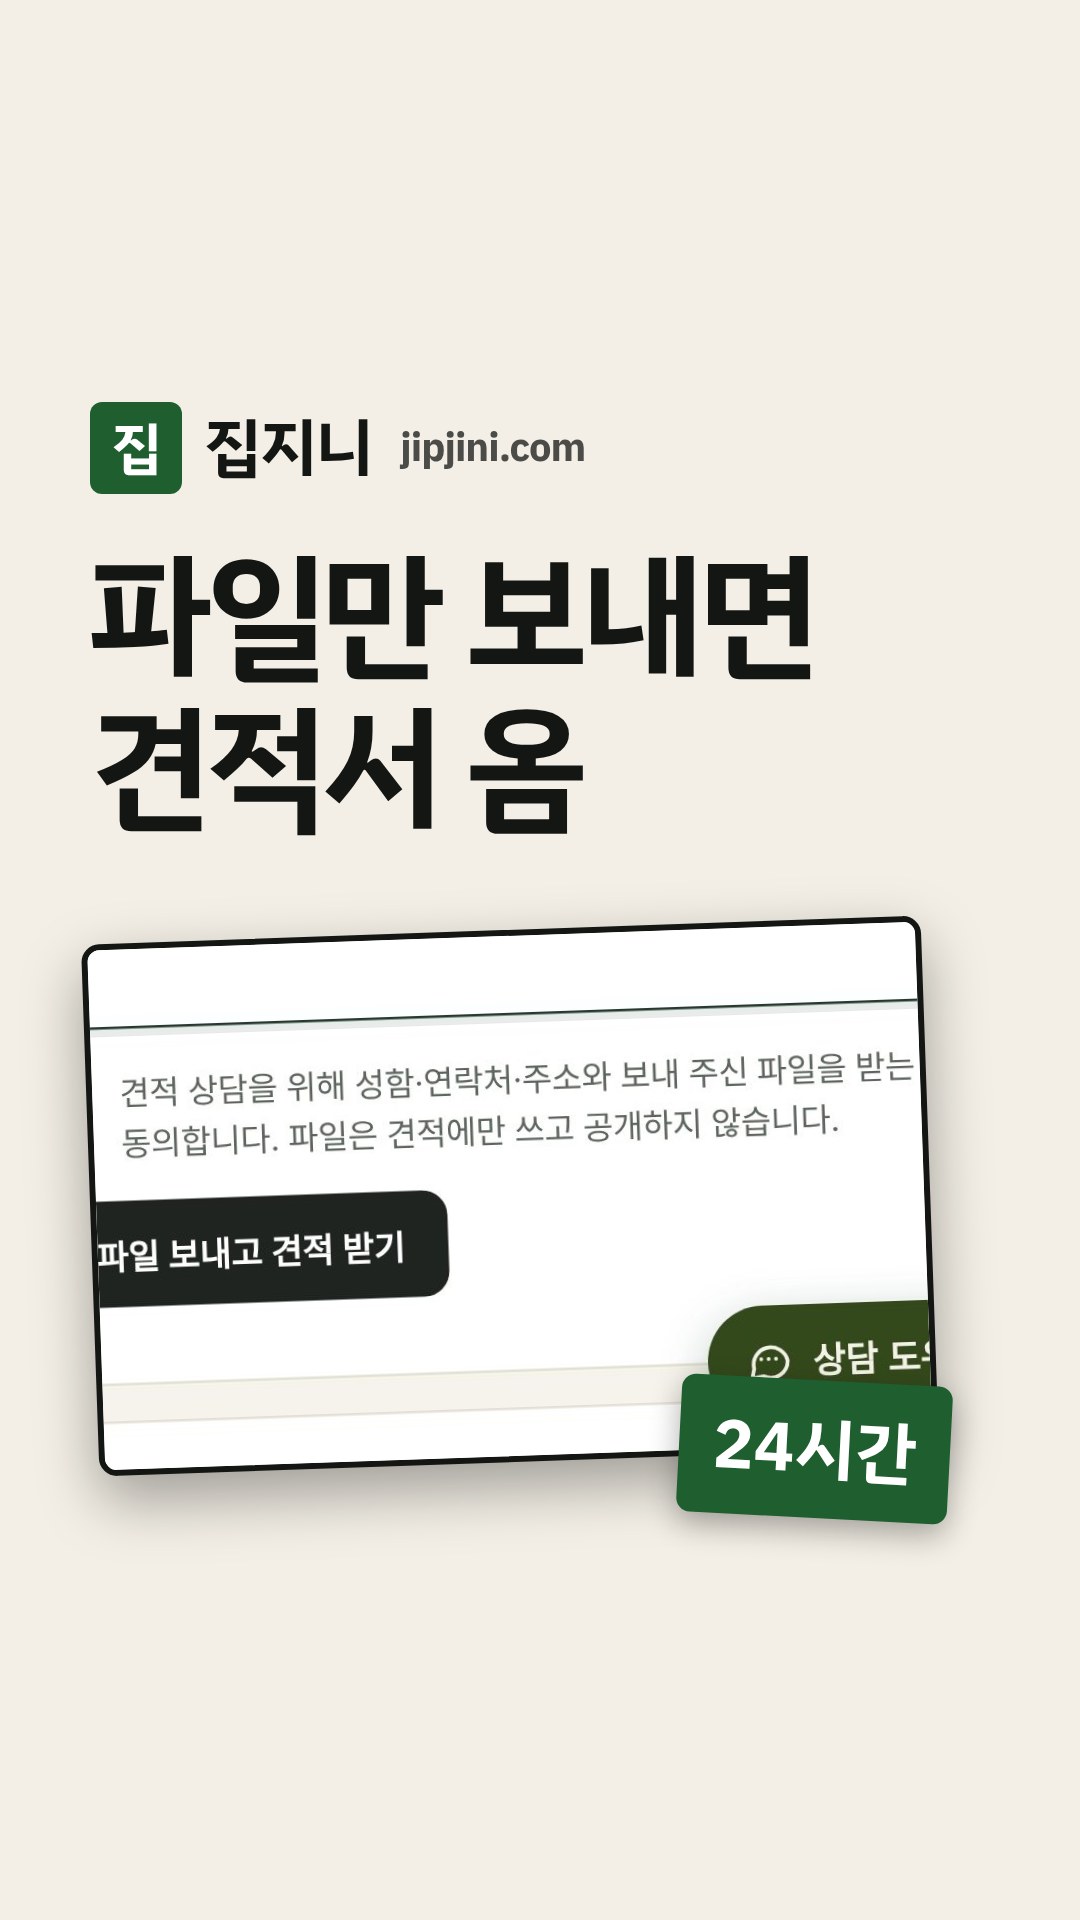 집 집지니 jipjini.com
파일만 보내면
견적서 옴
견적 상담을 위해 성함·연락처·주소와 보내 주신 파일을 받는
동의합니다. 파일은 견적에만 쓰고 공개하지 않습니다.
파일 보내고 견적 받기
상담
24시간